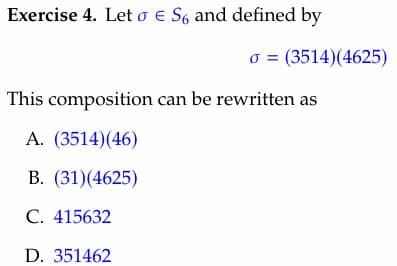 Exercise 4. Let σ ∈ S₆ and defined by
σ = (3514)(4625)
This composition can be rewritten as
A. (3514)(46)
B. (31)(4625)
C. 415632
D. 351462